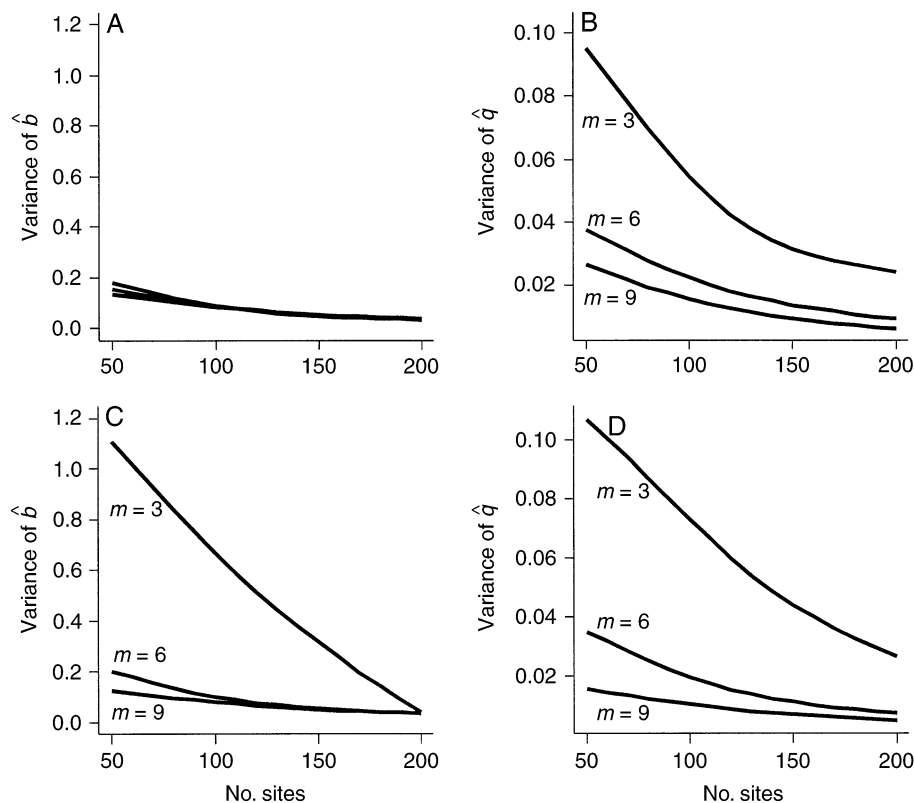 A
Variance of b̂
1.2
1.0
0.8
0.6
0.4
0.2
0.0
50 100 150 200
B
Variance of q̂
0.10
0.08
0.06
0.04
0.02
m = 3
m = 6
m = 9
50 100 150 200
C
Variance of b̂
1.2
1.0
0.8
0.6
0.4
0.2
0.0
m = 3
m = 6
m = 9
50 100 150 200
No. sites
D
Variance of q̂
0.10
0.08
0.06
0.04
0.02
m = 3
m = 6
m = 9
50 100 150 200
No. sites